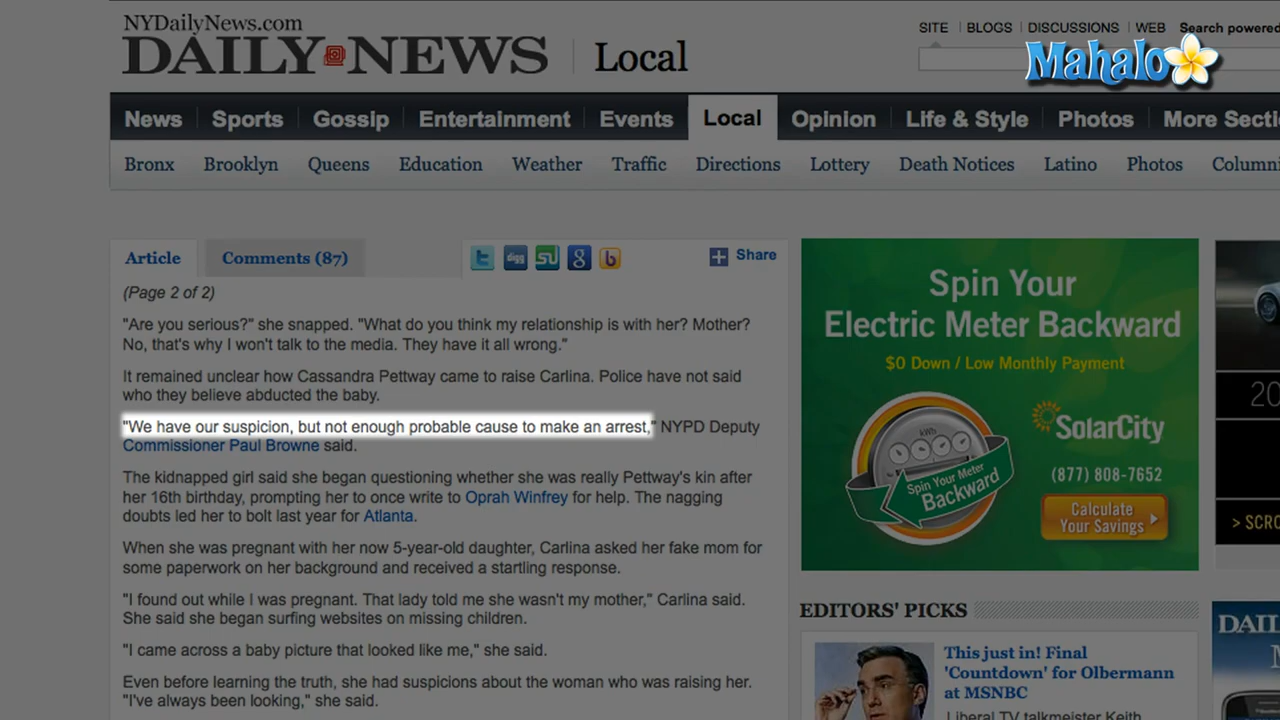 NYDailyNews.com
DAILY NEWS
Local
SITE BLOGS DISCUSSIONS WEB Search powered
Mahalo
News Sports Gossip Entertainment Events Local Opinion Life & Style Photos More
Bronx Brooklyn Queens Education Weather Traffic Directions Lottery Death Notices Latino Photos
Article Comments (87) digg Share
(Page 2 of 2)
"Are you serious?" she snapped. "What do you think my relationship is with her? Mother?
No, that's why I won't talk to the media. They have it all wrong."
It remained unclear how Cassandra Pettway came to raise Carlina. Police have not said
who they believe abducted the baby.
"We have our suspicion, but not enough probable cause to make an arrest," NYPD Deputy
Commissioner Paul Browne said.
The kidnapped girl said she began questioning whether she was really Pettway's kin after
her 16th birthday, prompting her to once write to Oprah Winfrey for help. The nagging
doubts led her to bolt last year for Atlanta.
When she was pregnant with her now 5-year-old daughter, Carlina asked her fake mom for
some paperwork on her background and received a startling response.
"I found out while I was pregnant. That lady told me she wasn't my mother," Carlina said.
She said she began surfing websites on missing children.
"I came across a baby picture that looked like me," she said.
Even before learning the truth, she had suspicions about the woman who was raising her.
"I've always been looking," she said.
Spin Your
Electric Meter Backward
$0 Down / Low Monthly Payment
kWh
Spin Your Meter
Backward
SolarCity
(877) 808-7652
Calculate
Your Savings
20
> SCRO
EDITORS' PICKS
This just in! Final
'Countdown' for Olbermann
at MSNBC
Liberal TV talkmeister Keith
DAIL